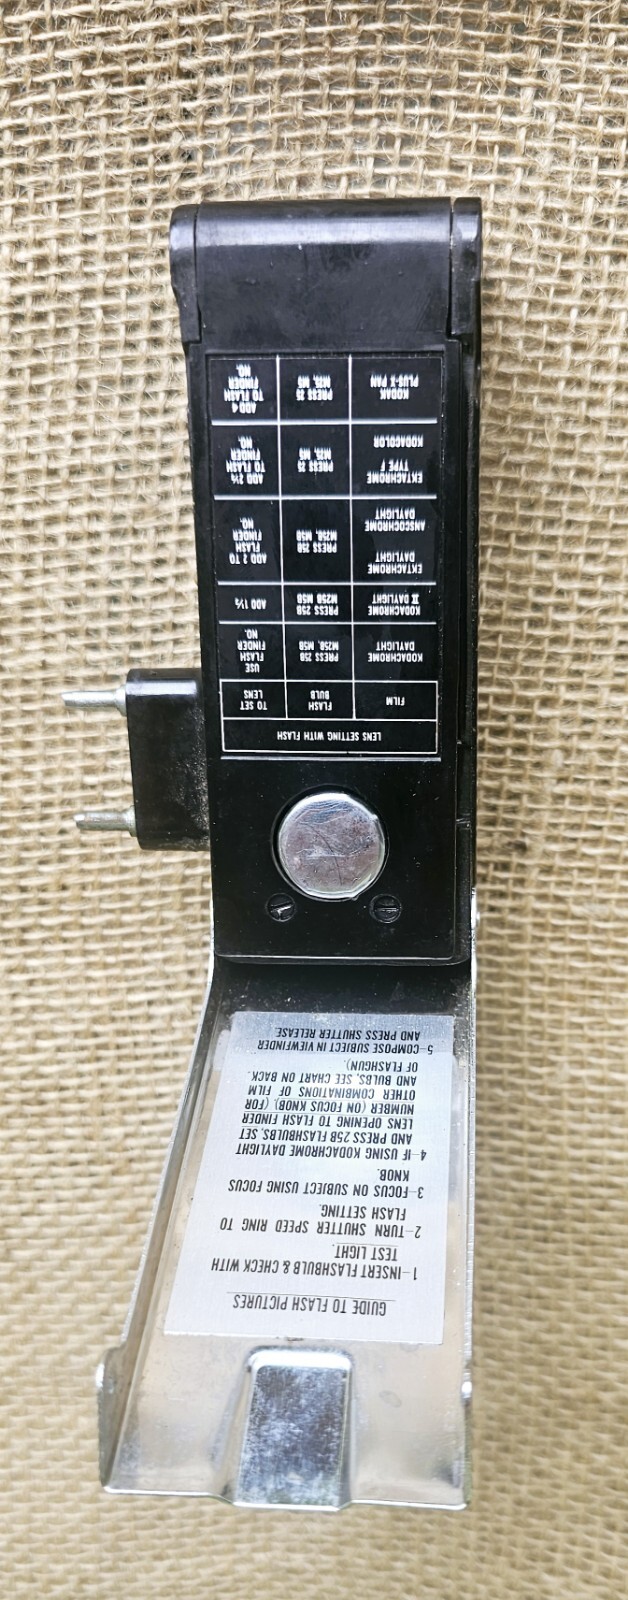 GUIDE TO FLASH PICTURES
1-INSERT FLASHBULB & CHECK WITH
TEST LIGHT.
2-TURN SHUTTER SPEED RING TO
FLASH SETTING.
3-FOCUS ON SUBJECT USING FOCUS
KNOB.
4-IF USING KODACHROME DAYLIGHT
AND PRESS 25B FLASHBULBS, SET
LENS OPENING TO FLASH FINDER
NUMBER (ON FOCUS KNOB), (FOR
OTHER COMBINATIONS OF FILM
AND BULBS, SEE CHART ON BACK
OF FLASHGUN).
5-COMPOSE SUBJECT IN VIEWFINDER
AND PRESS SHUTTER RELEASE
LENS SETTING WITH FLASH
FILM
FLASH
BULB
TO SET
LENS
KODACHROME
DAYLIGHT
PRESS 25B
M25B, M5B
USE
FLASH
FINDER
NO.
KODACHROME
II DAYLIGHT
PRESS 25B
M25B M5B
ADD 1½
EKTACHROME
DAYLIGHT
ANSCOCHROME
DAYLIGHT
PRESS 25B
M25B, M5B
ADD 2 TO
FLASH
FINDER
NO.
EKTACHROME
TYPE F
KODACOLOR
PRESS 25
M25, M5
ADD 2½
TO FLASH
FINDER
NO.
KODAK
PLUS-X PAN
PRESS 25
M25, M5
ADD 4
TO FLASH
FINDER
NO.